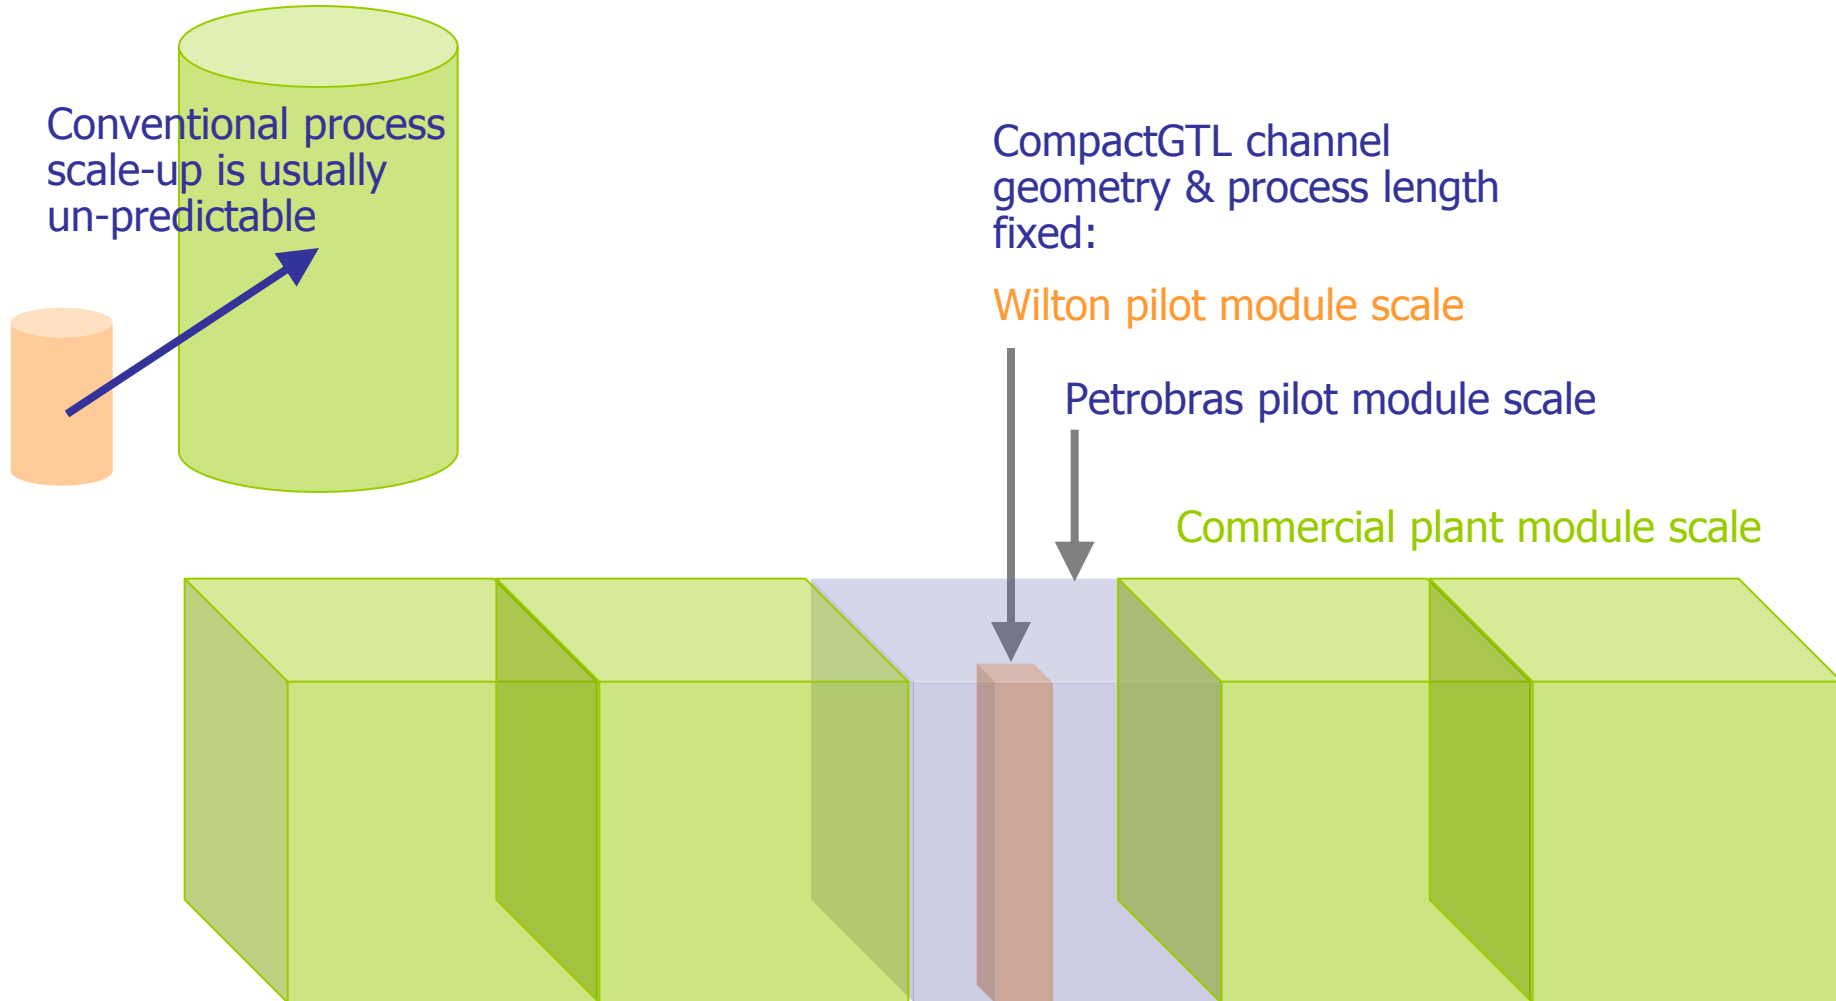 Conventional process
scale-up is usually
un-predictable
CompactGTL channel
geometry & process length
fixed:
Wilton pilot module scale
Petrobras pilot module scale
Commercial plant module scale